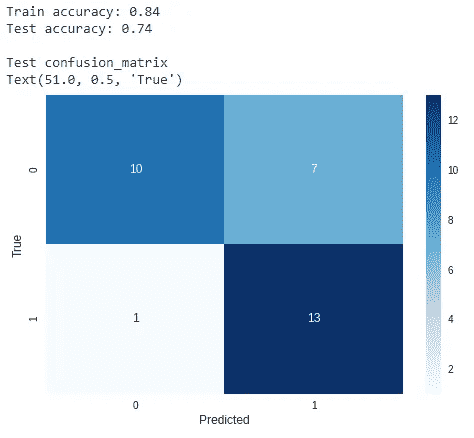 Train accuracy: 0.84
Test accuracy: 0.74
Test confusion_matrix
Text(51.0, 0.5, 'True')
12
0
10
7
10
8
True
6
1
1
13
4
2
0
1
Predicted